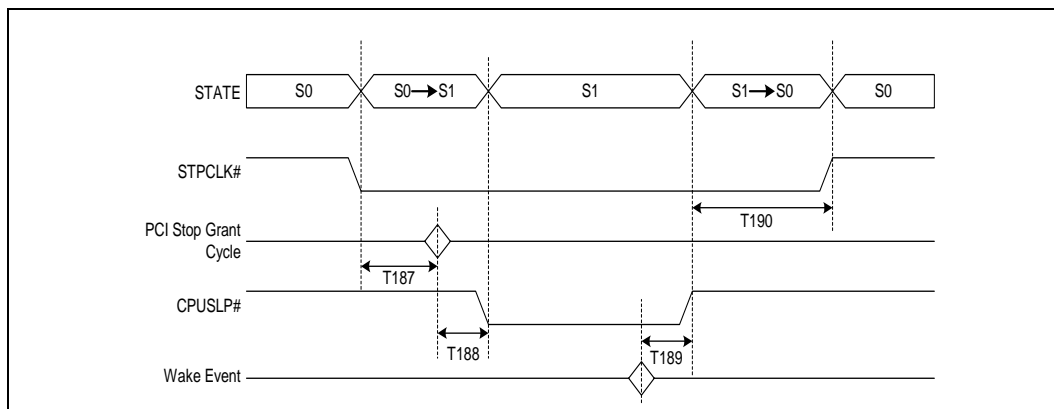 STATE S0 S0→S1 S1 S1→S0 S0
STPCLK#
T190
PCI Stop Grant
Cycle
T187
CPUSLP#
T188
T189
Wake Event